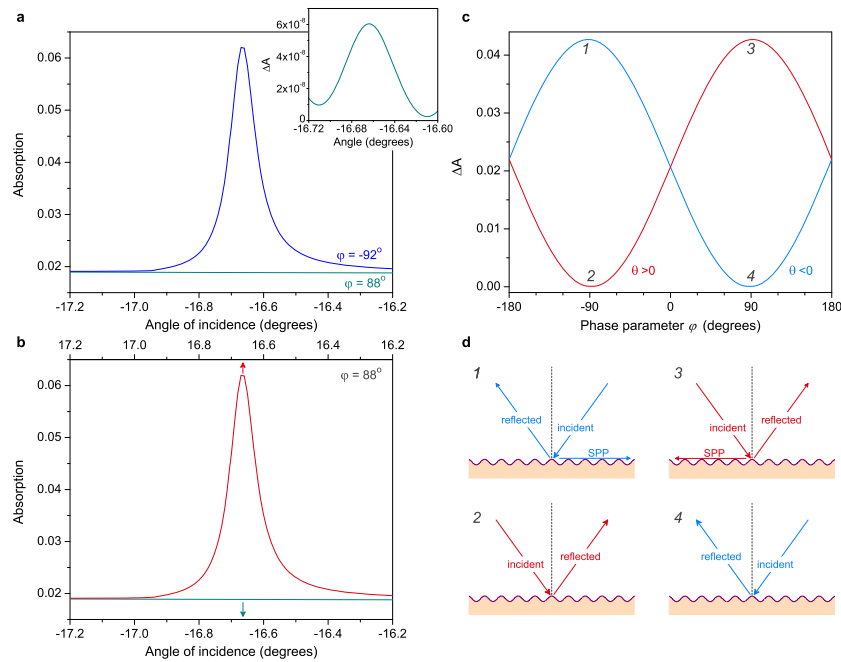 a
0.06
0.05
0.04
0.03
0.02
Absorption
-17.2 -17.0 -16.8 -16.6 -16.4 -16.2
Angle of incidence (degrees)
φ = -92°
φ = 88°
6x10⁻⁸
4x10⁻⁸
2x10⁻⁸
0
ΔA
-16.72 -16.68 -16.64 -16.60
Angle (degrees)
b
17.2 17.0 16.8 16.6 16.4 16.2
φ = 88°
0.06
0.05
0.04
0.03
0.02
Absorption
-17.2 -17.0 -16.8 -16.6 -16.4 -16.2
Angle of incidence (degrees)
c
0.04
0.03
0.02
0.01
0.00
ΔA
1
3
2
4
θ >0
θ <0
-180 -90 0 90 180
Phase parameter φ (degrees)
d
1
reflected
incident
SPP
3
incident
reflected
SPP
2
incident
reflected
4
reflected
incident